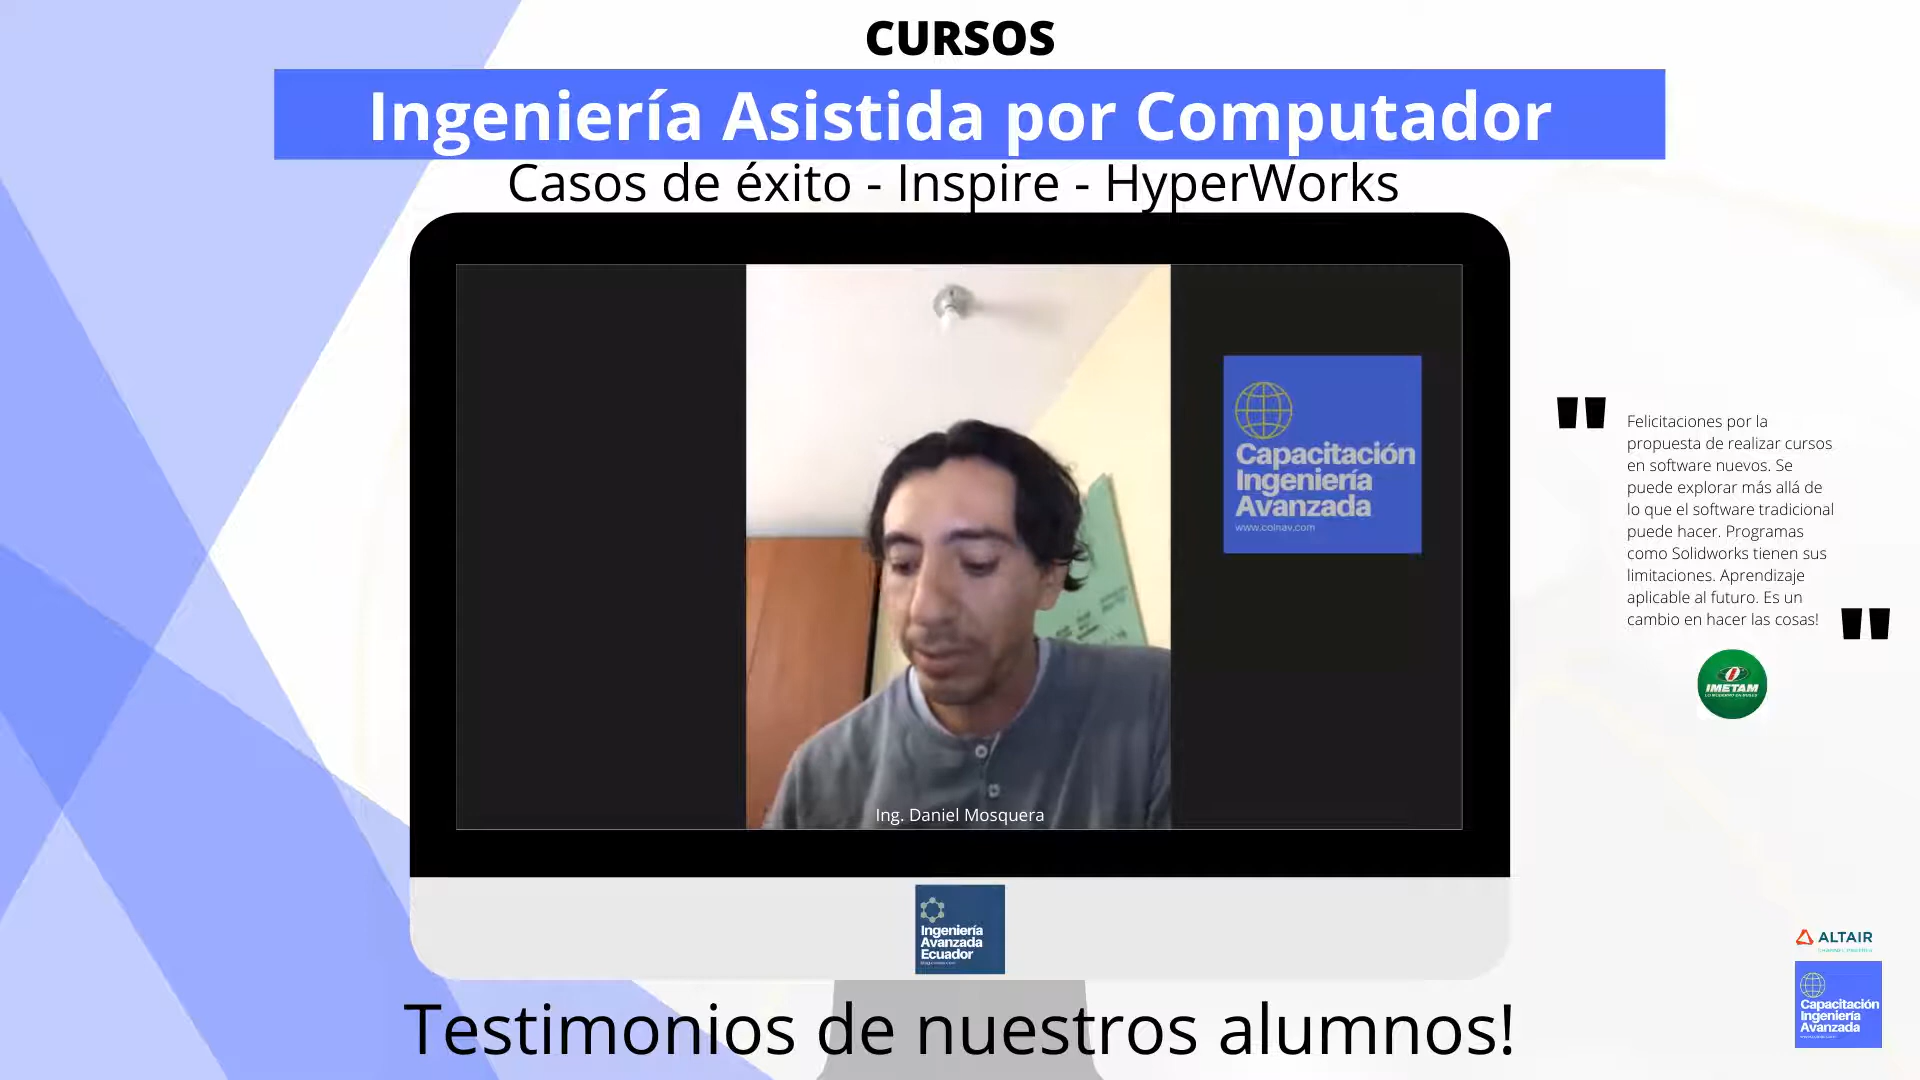 CURSOS
Ingeniería Asistida por Computador
Casos de éxito - Inspire - HyperWorks
Capacitación
Ingeniería
Avanzada
www.coinav.com
Ing. Daniel Mosquera
"
Felicitaciones por la
propuesta de realizar cursos
en software nuevos. Se
puede explorar más allá de
lo que el software tradicional
puede hacer. Programas
como Solidworks tienen sus
limitaciones. Aprendizaje
aplicable al futuro. Es un
cambio en hacer las cosas!
"
IMETAM
Ingeniería
Avanzada
Ecuador
ALTAIR
Capacitación
Ingeniería
Avanzada
Testimonios de nuestros alumnos!